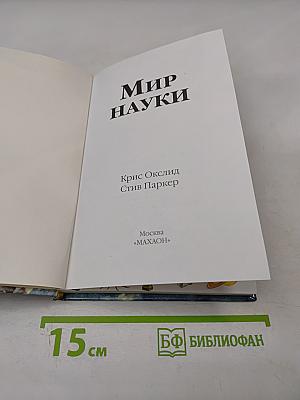 Мир
науки
Крис Окслид
Стив Паркер
Москва
«МАХАОН»
15 см
БФ БИБЛИОФАН